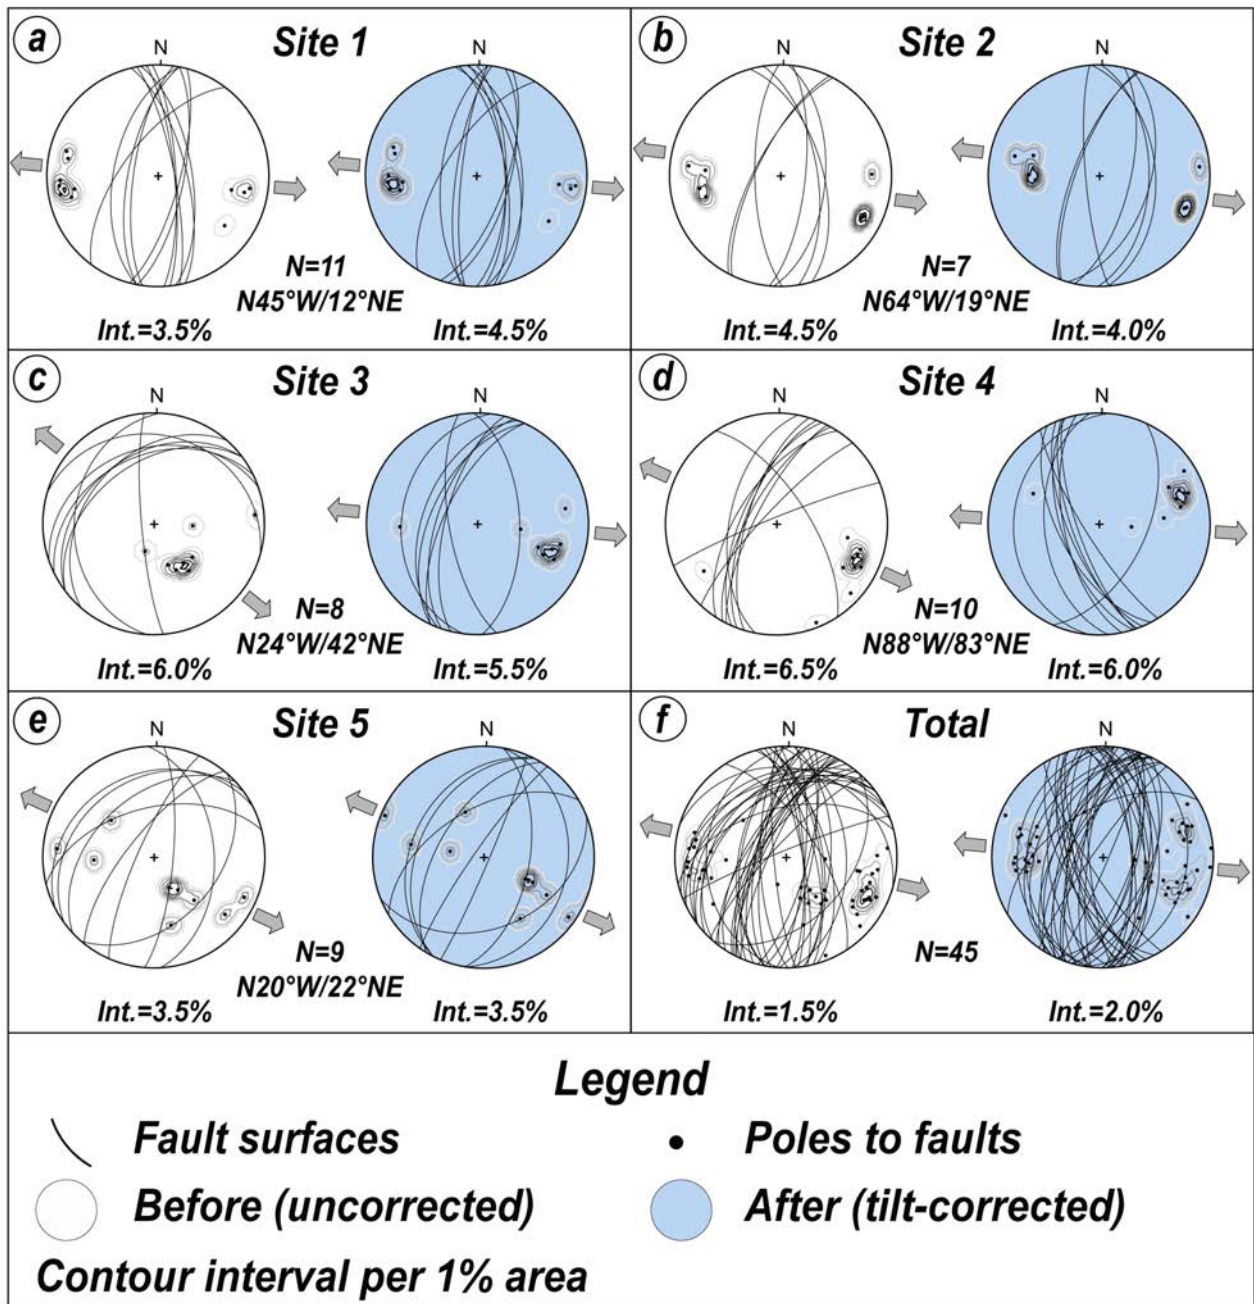 a Site 1
N N
N=11
N45°W/12°NE
Int.=3.5% Int.=4.5%
b Site 2
N N
N=7
N64°W/19°NE
Int.=4.5% Int.=4.0%
c Site 3
N N
N=8
N24°W/42°NE
Int.=6.0% Int.=5.5%
d Site 4
N N
N=10
N88°W/83°NE
Int.=6.5% Int.=6.0%
e Site 5
N N
N=9
N20°W/22°NE
Int.=3.5% Int.=3.5%
f Total
N N
N=45
Int.=1.5% Int.=2.0%
Legend
Fault surfaces Poles to faults
Before (uncorrected) After (tilt-corrected)
Contour interval per 1% area